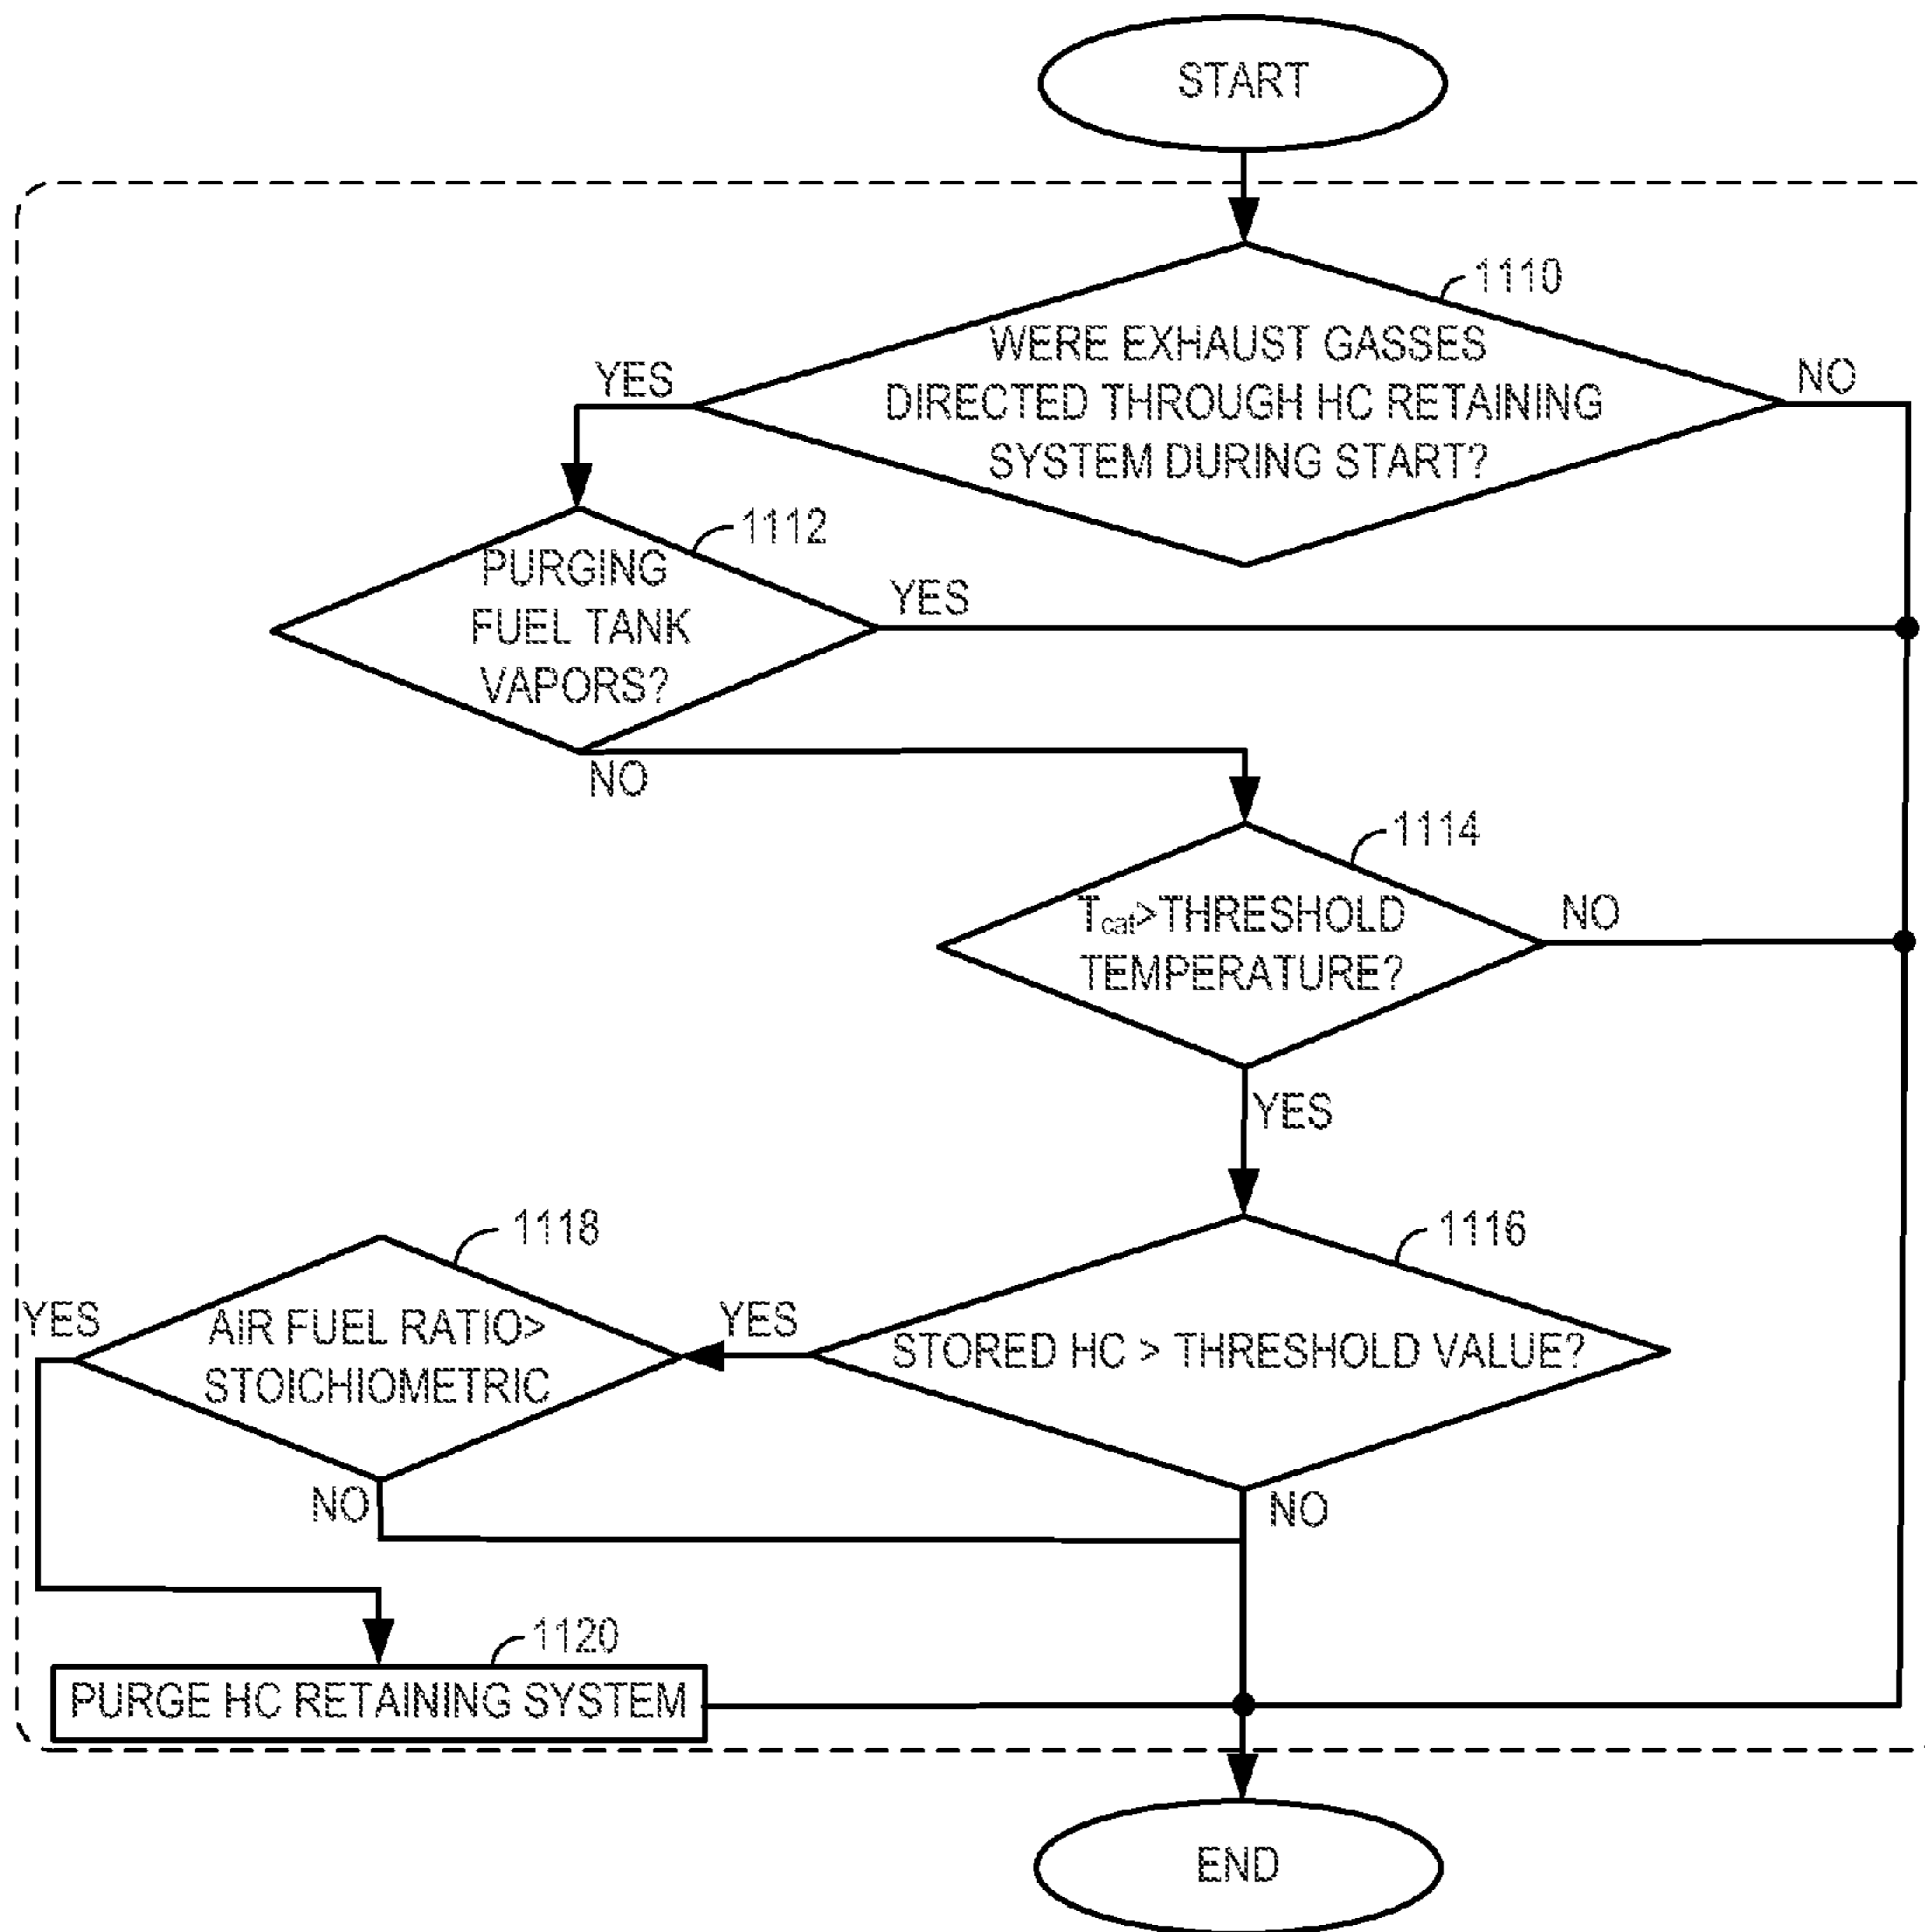 START
1110
WERE EXHAUST GASSES
DIRECTED THROUGH HC RETAINING
SYSTEM DURING START?
YES
NO
1112
PURGING
FUEL TANK
VAPORS?
YES
NO
1114
Tcat>THRESHOLD
TEMPERATURE?
NO
YES
1118
1116
YES
AIR FUEL RATIO>
STOICHIOMETRIC
YES
STORED HC > THRESHOLD VALUE?
NO
NO
1120
PURGE HC RETAINING SYSTEM
END